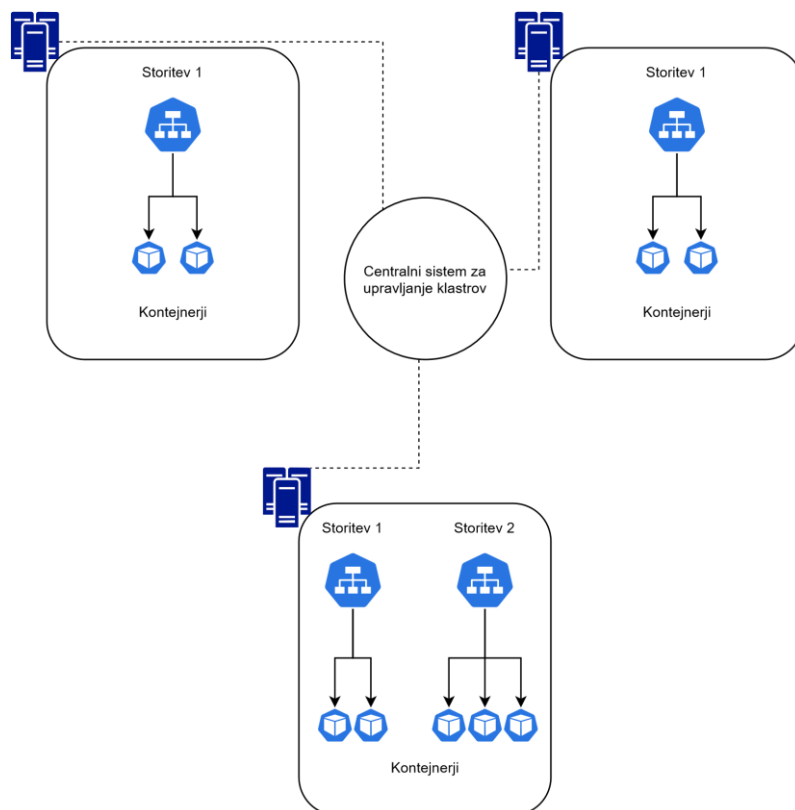 Storitev 1
Storitev 1
Centralni sistem za
upravljanje klastrov
Kontejnerji
Kontejnerji
Storitev 1
Storitev 2
Kontejnerji